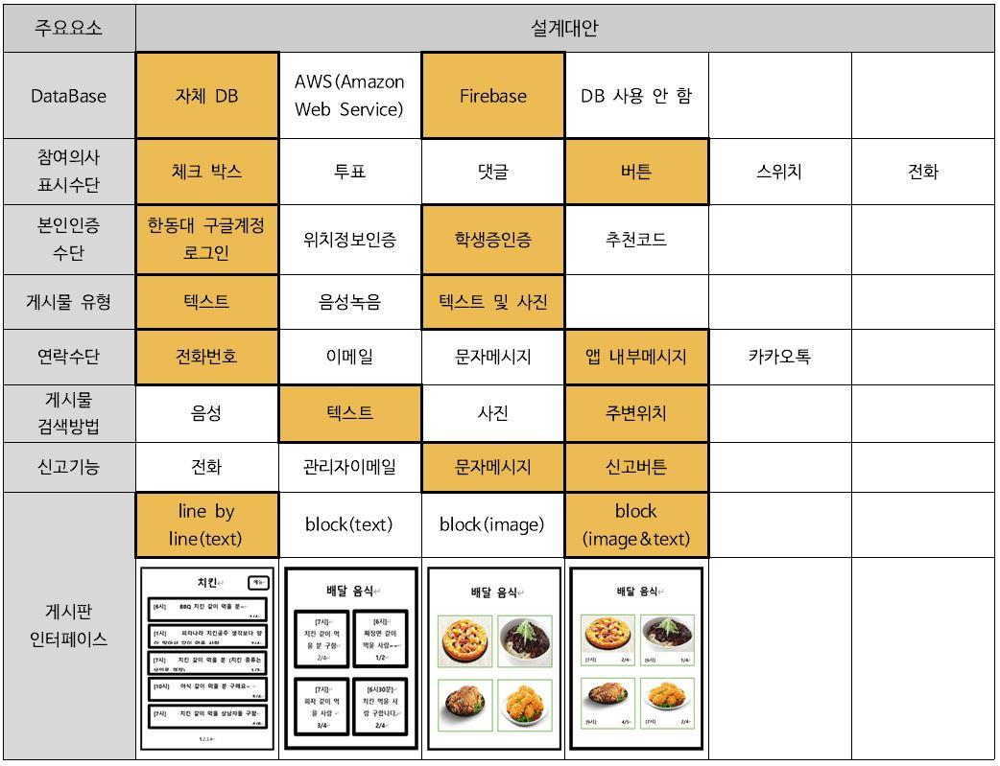 주요요소
설계대안
DataBase
자체 DB
AWS(Amazon
Web Service)
Firebase
DB 사용 안 함
참여의사
표시수단
체크 박스
투표
댓글
버튼
스위치
전화
본인인증
수단
한동대 구글계정
로그인
위치정보인증
학생증인증
추천코드
게시물 유형
텍스트
음성녹음
텍스트 및 사진
연락수단
전화번호
이메일
문자메시지
앱 내부메시지
카카오톡
게시물
검색방법
음성
텍스트
사진
주변위치
신고기능
전화
관리자이메일
문자메시지
신고버튼
게시판
인터페이스
line by
line(text)
block(text)
block(image)
block
(image&text)
치킨
메뉴
[6시] BBQ 치킨 같이 먹을 분~
[1시] 피자나라 치킨공주 생각보다 양
이 많아서 같이 먹을 사람
[7시] 치킨 같이 먹을 분 (치킨 종류는
상의로 결정)
[10시] 야식 같이 먹을 분 구해요~
[7시] 치킨 같이 먹을 상남자들 구함
1.2.3.4
배달 음식
[7시]
치킨 같이 먹
을 분 구함
2/4
[6시]
짜장면 같이
먹을 사람~~
1/2
[7시]
피자 같이 먹
을 사람
3/4
[6시30분]
치킨 먹을 사
람 구합니다.
2/4
배달 음식
배달 음식
[7시] 2/4
[6시] 1/4
[9시] 4/5
[7시] 2/4